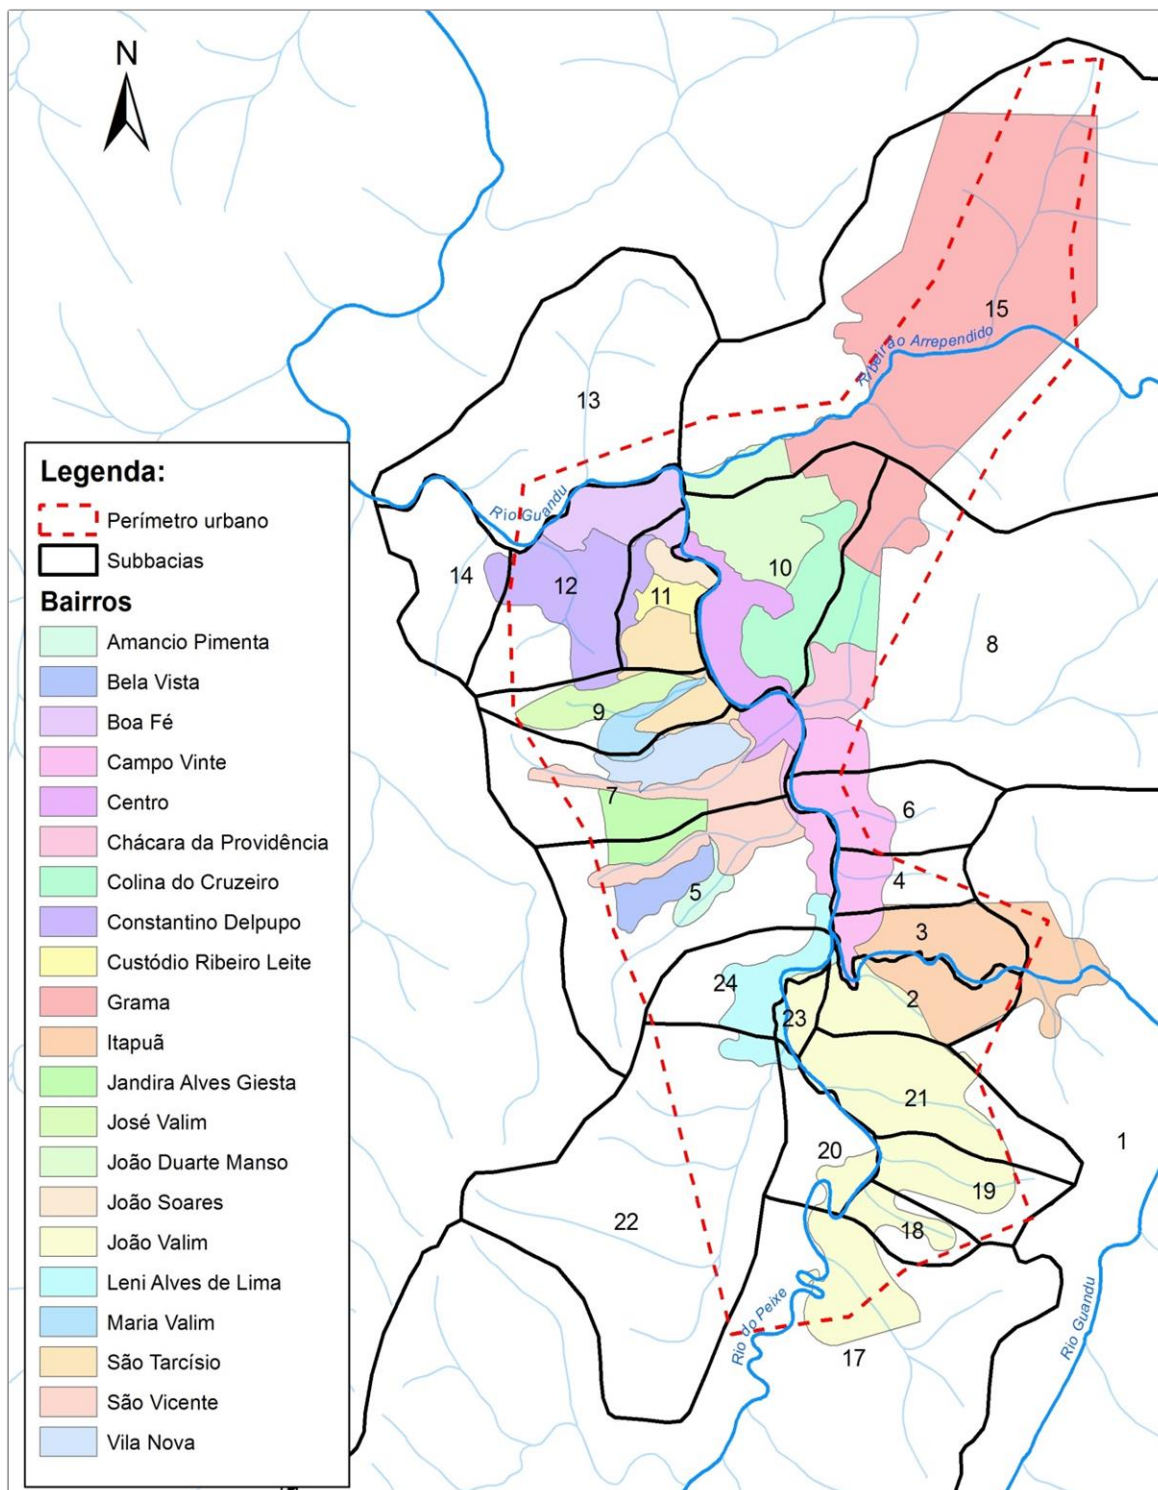 N
15
Ribeirão Arrependido
13
Rio Guandu
14
12
11
10
8
9
7
6
5
4
3
2
24
23
21
1
20
19
18
22
17
Rio do Peixe
Rio Guandu
Legenda:
Perímetro urbano
Subbacias
Bairros
Amancio Pimenta
Bela Vista
Boa Fé
Campo Vinte
Centro
Chácara da Providência
Colina do Cruzeiro
Constantino Delpupo
Custódio Ribeiro Leite
Grama
Itapuã
Jandira Alves Giesta
José Valim
João Duarte Manso
João Soares
João Valim
Leni Alves de Lima
Maria Valim
São Tarcísio
São Vicente
Vila Nova